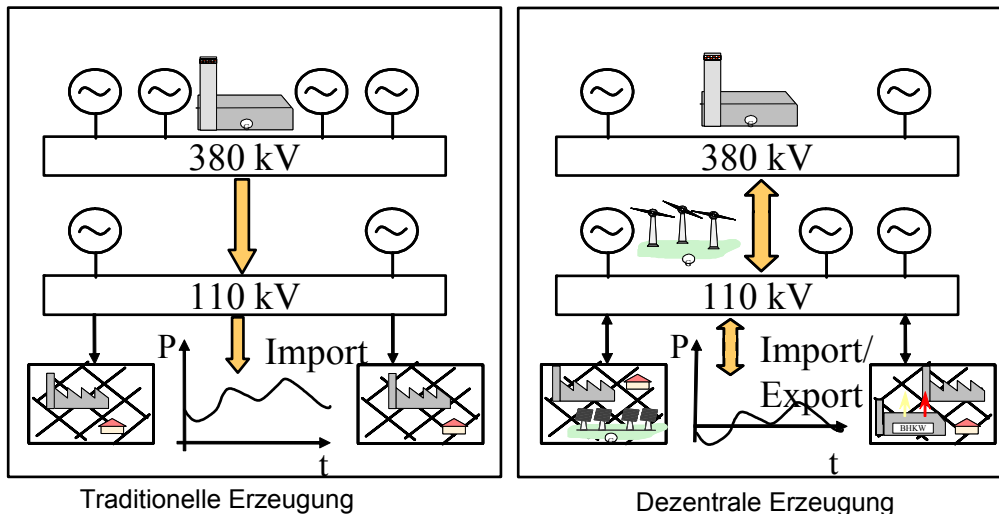 380 kV
110 kV
P
Import
t
Traditionelle Erzeugung
380 kV
110 kV
P
Import/
Export
BHKW
t
Dezentrale Erzeugung